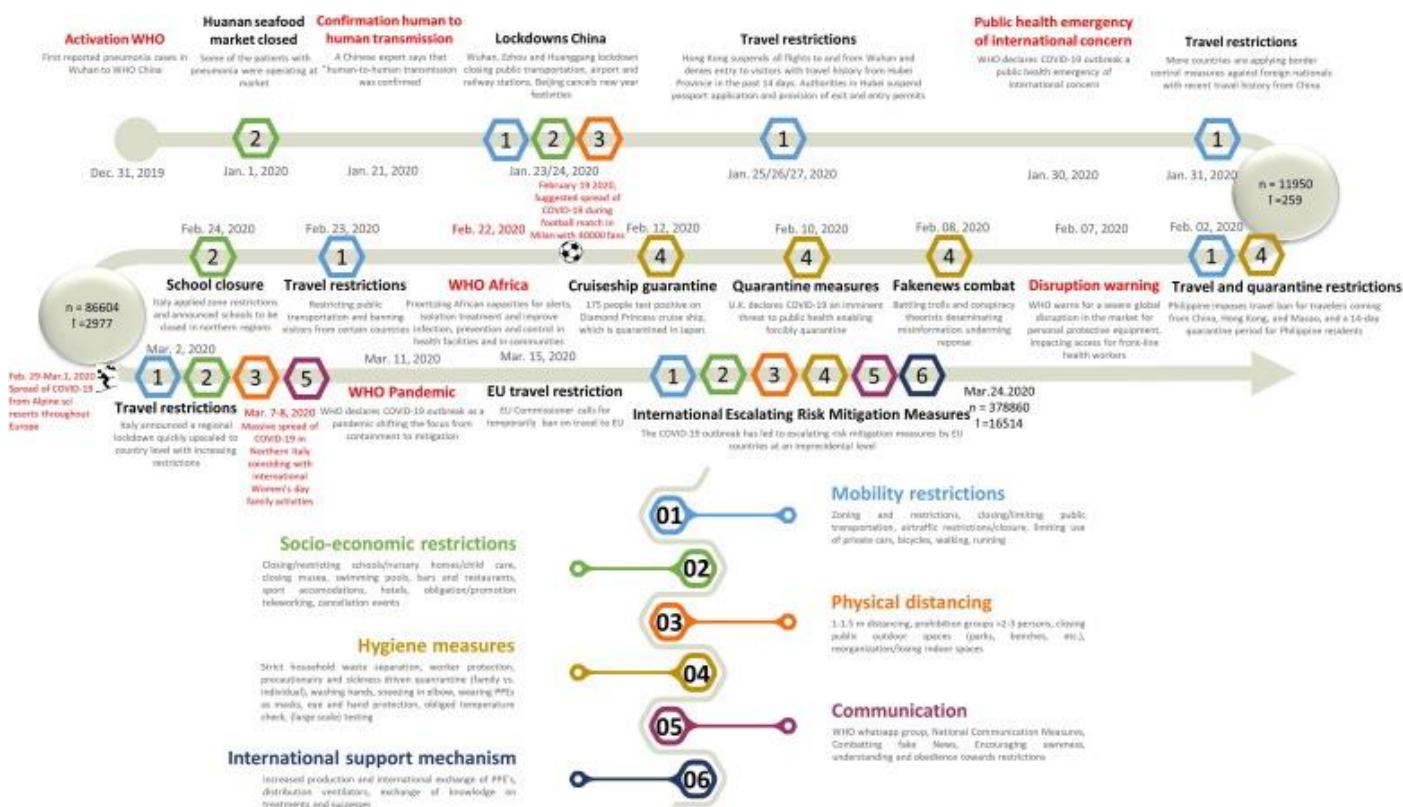 Activation WHO
First reported pneumonia cases in
Wuhan to WHO China
Huanan seafood
market closed
Some of the patients with
pneumonia were operating at
market
Confirmation human to
human transmission
A Chinese expert says that
"human-to-human transmission
was confirmed
Lockdowns China
Wuhan, Ezhou and Huanggang lockdown
closing public transportation, airport and
railway stations, Beijing cancels new year
festivities
Travel restrictions
Hong Kong suspends all flights to and from Wuhan and
denies entry to visitors with travel history from Hubei
Province in the past 14 days. Authorities in Hubei suspend
passport application and provision of exit and entry permits
Public health emergency
of international concern
WHO declares COVID-19 outbreak a
public health emergency of
international concern
Travel restrictions
More countries are applying border
control measures against foreign nationals
with recent travel history from China
2
1
2
3
1
1
Dec. 31, 2019
Jan. 1, 2020
Jan. 21, 2020
Jan. 23/24, 2020
Jan. 25/26/27, 2020
Jan. 30, 2020
Jan. 31, 2020
n = 11950
f =259
February 19 2020,
Suggested spread of
COVID-19 during
football match in
Milan with 40000 fans
Feb. 24, 2020
Feb. 23, 2020
Feb. 22, 2020
Feb. 12, 2020
Feb. 10, 2020
Feb. 08, 2020
Feb. 07, 2020
Feb. 02, 2020
2
1
4
4
4
1
4
School closure
Italy applied zone restrictions
and announced schools to be
closed in northern regions
Travel restrictions
Restricting public
transportation and banning
visitors from certain countries
WHO Africa
Prioritizing African capacities for alerts,
isolation treatment and improve
infection, prevention and control in
health facilities and in communities
Cruiseship quarantine
175 people test positive on
Diamond Princess cruise ship,
which is quarantined in Japan.
Quarantine measures
U.K. declares COVID-19 an imminent
threat to public health enabling
forcibly quarantine
Fakenews combat
Battling trolls and conspiracy
theorists deseminating
misinformation undermning
reponse
Disruption warning
WHO warns for a severe global
disruption in the market for
personal protective equipment,
impacting access for front-line
health workers
Travel and quarantine restrictions
Philippine imposes travel ban for travelers coming
from China, Hong Kong, and Macao, and a 14-day
quarantine period for Philippine residents
n = 86604
f =2977
Feb. 29-Mar.1, 2020
Spread of COVID-19
from Alpine sci
resorts throughout
Europe
Mar. 2, 2020
Mar. 11, 2020
Mar. 15, 2020
1
2
3
5
1
2
3
4
5
6
Travel restrictions
Italy announced a regional
lockdown quickly upscaled to
country level with increasing
restrictions
Mar. 7-8, 2020
Massive spread of
COVID-19 in
Northern Italy
coinciding with
International
Women's day
family activities
WHO Pandemic
WHO declares COVID-19 outbreak as a
pandemic shifting the focus from
containment to mitigation
EU travel restriction
EU Commissioner calls for
temporarily ban on travel to EU
International Escalating Risk Mitigation Measures
The COVID-19 outbreak has led to escalating risk mitigation measures by EU
countries at an imprecidental level
Mar.24.2020
n = 378860
f =16514
01
Mobility restrictions
Zoning and restrictions, closing/limiting public
transportation, airtraffic restrictions/closure, limiting use
of private cars, bicycles, walking, running
Socio-economic restrictions
Closing/restricting schools/nursery homes/child care,
closing musea, swimming pools, bars and restaurants,
sport accomodations, hotels, obligation/promotion
teleworking, cancellation events
02
03
Physical distancing
1-1.5 m distancing, prohibition groups >2-3 persons, closing
public outdoor spaces (parks, benches, etc.),
reorganization/losing indoor spaces
Hygiene measures
Strict household waste separation, worker protection,
precautionary and sickness driven quarantine (family vs.
individual), washing hands, sneezing in elbow, wearing PPEs
as masks, eye and hand protection, obliged temperature
check, (large scale) testing
04
05
Communication
WHO whatsapp group, National Communication Measures,
Combatting fake News, Encouraging awreness,
understanding and obedience towards restrictions
International support mechanism
Increased production and international exchange of PPE's,
distribution ventilators, exchange of knowledge on
treatments and successes
06